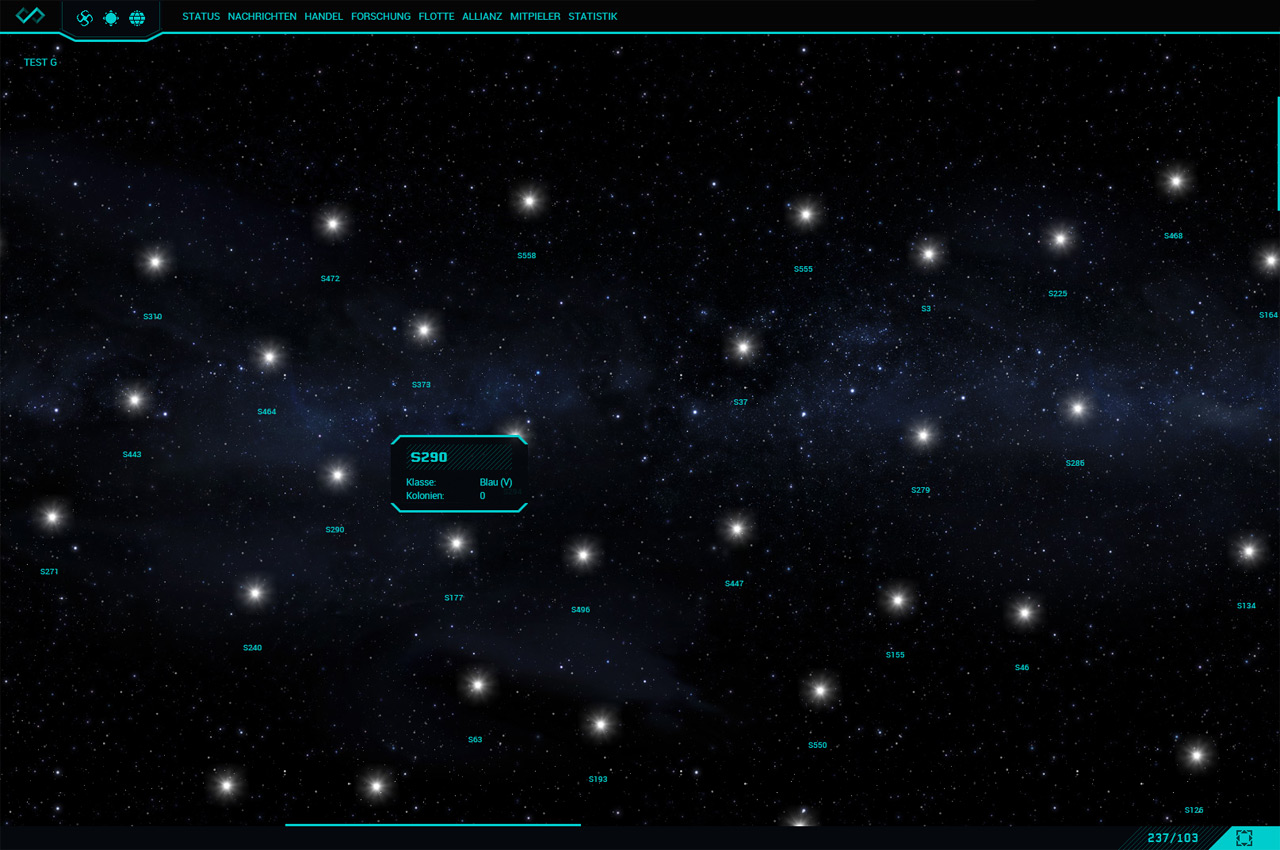 STATUS NACHRICHTEN HANDEL FORSCHUNG FLOTTE ALLIANZ MITPIELER STATISTIK
TEST G
S468
S558
S555
S472
S225
S3
S164
S310
S373
S37
S464
S443
S290
Klasse: Blau (V)
Kolonien: 0
S285
S279
S290
S271
S447
S177
S134
S496
S240
S155
S46
S63
S550
S193
S126
237/103